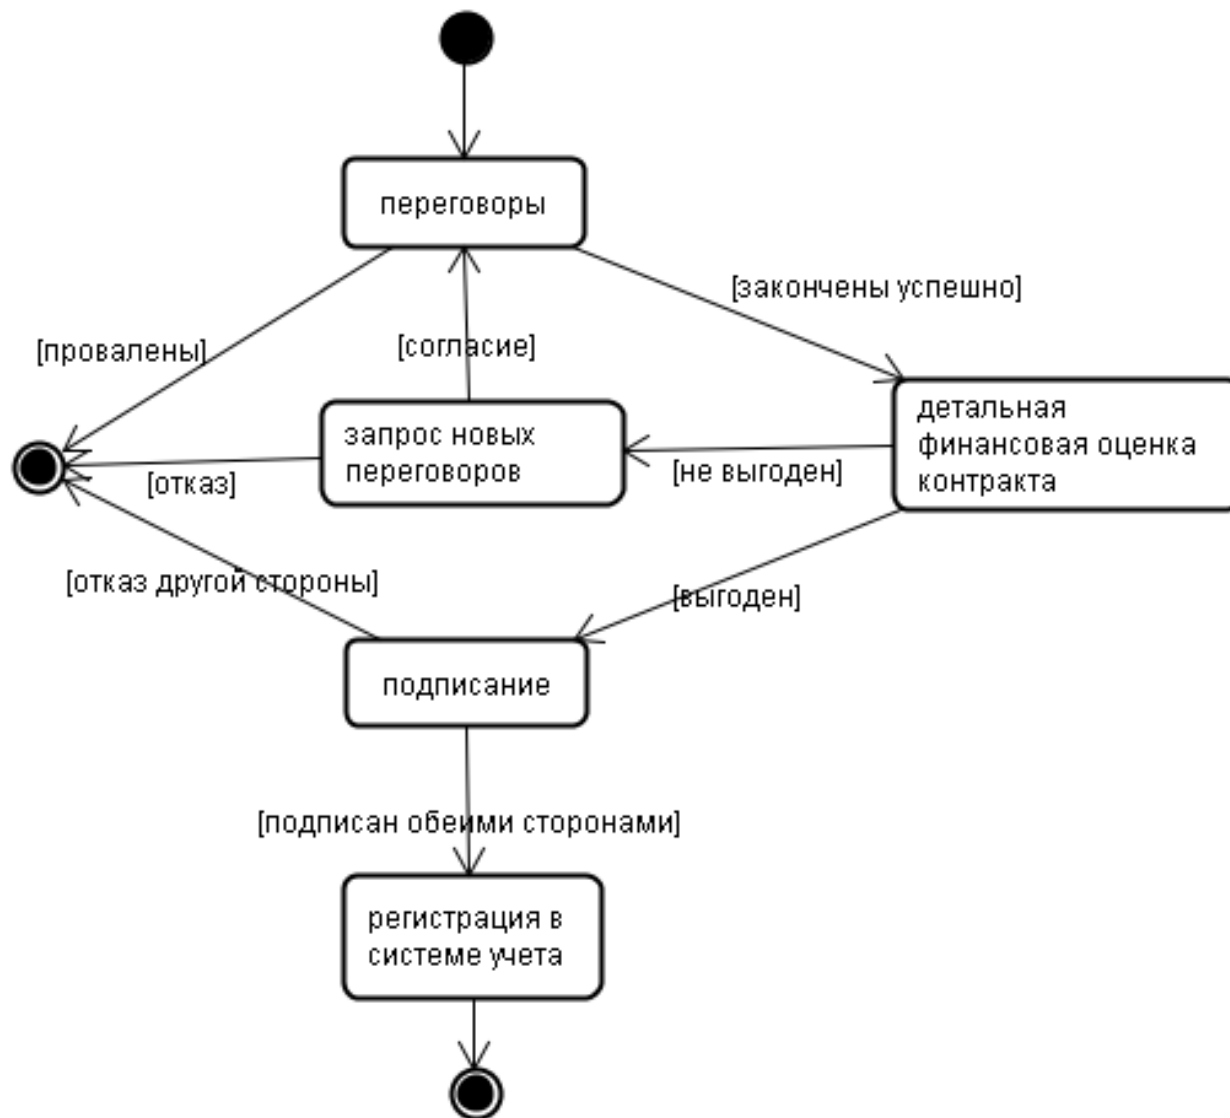 переговоры
[закончены успешно]
[провалены]
[согласие]
детальная
финансовая оценка
контракта
запрос новых
переговоров
[не выгоден]
[отказ]
[отказ другой стороны]
[выгоден]
подписание
[подписан обеими сторонами]
регистрация в
системе учета